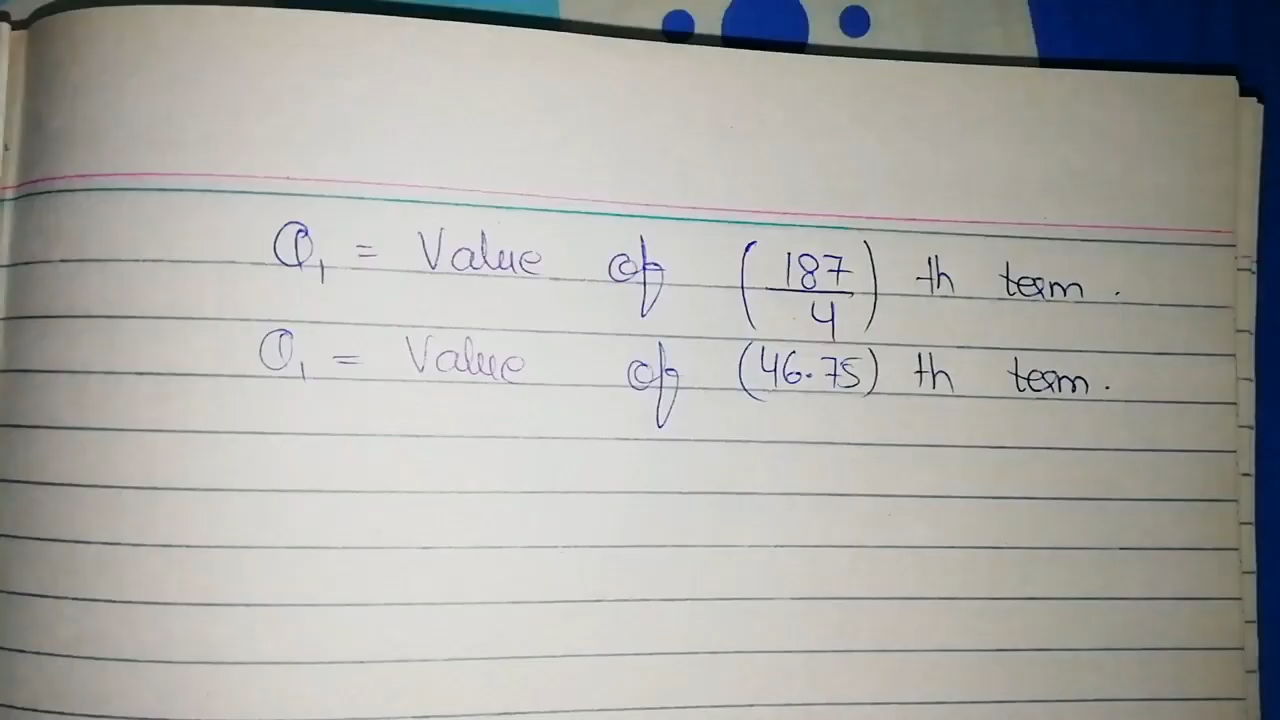 Q₁ = Value of (187/4) th term.
Q₁ = Value of (46.75) th term.